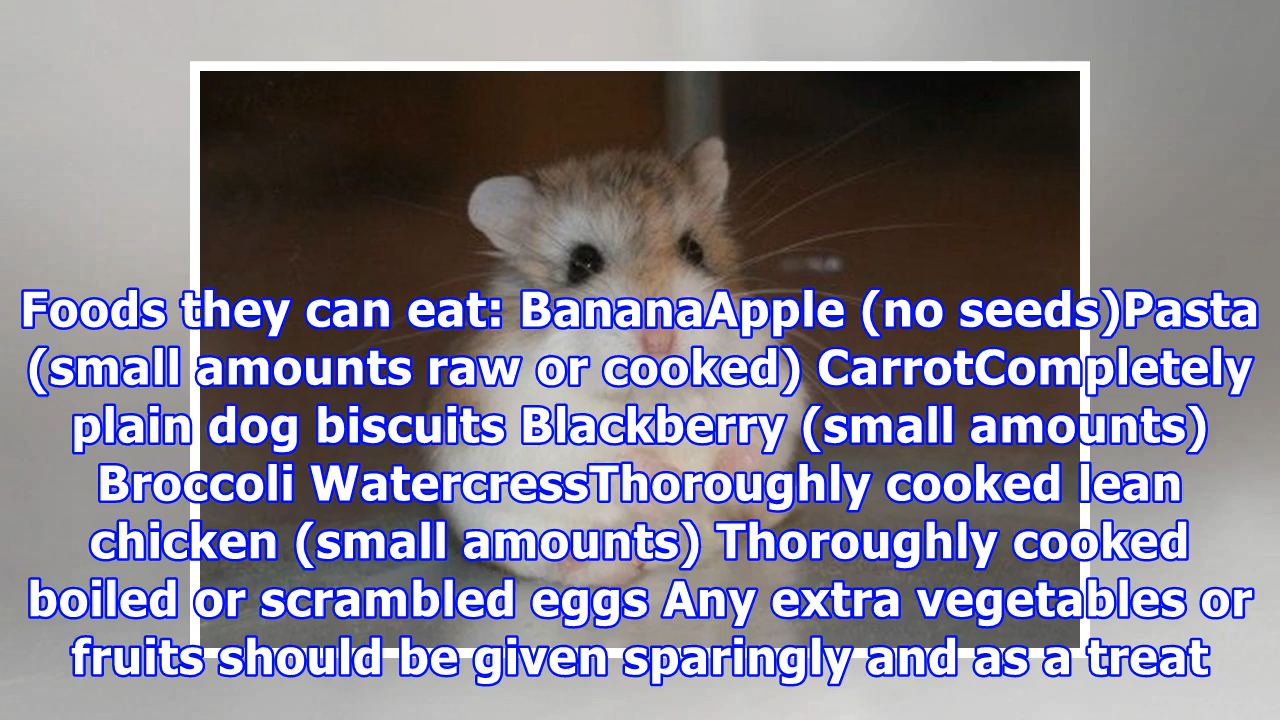 Foods they can eat: BananaApple (no seeds)Pasta
(small amounts raw or cooked) CarrotCompletely
plain dog biscuits Blackberry (small amounts)
Broccoli WatercressThoroughly cooked lean
chicken (small amounts) Thoroughly cooked
boiled or scrambled eggs Any extra vegetables or
fruits should be given sparingly and as a treat